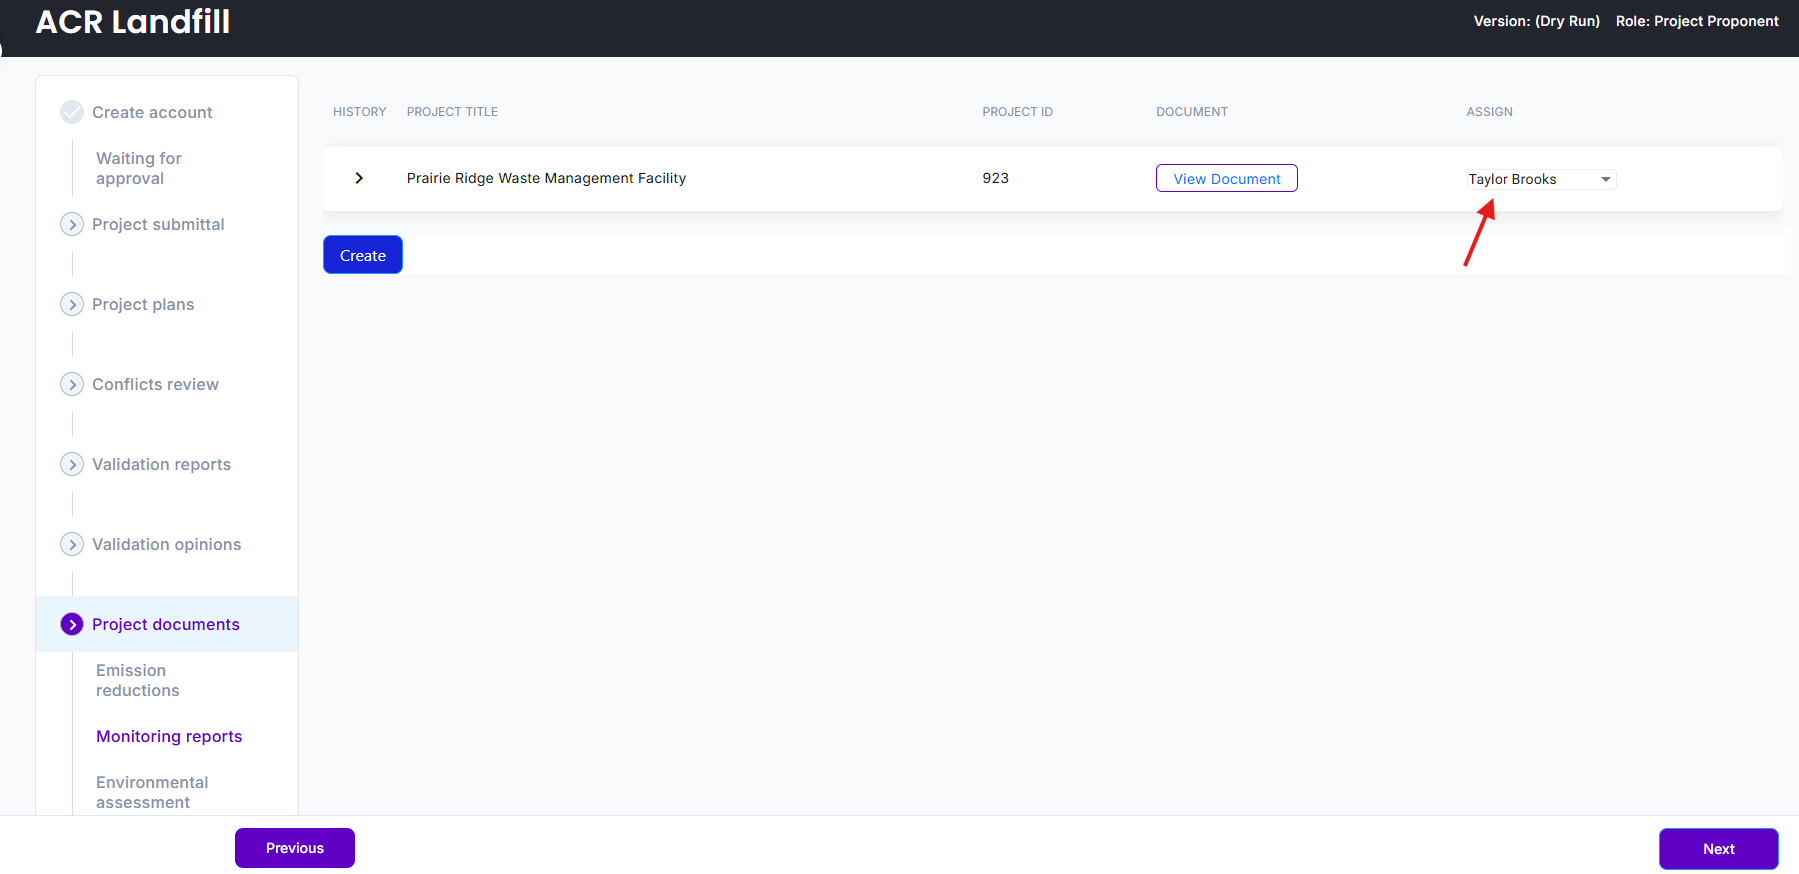 ACR Landfill
Version: (Dry Run) Role: Project Proponent
Create account
Waiting for
approval
Project submittal
Project plans
Conflicts review
Validation reports
Validation opinions
Project documents
Emission
reductions
Monitoring reports
Environmental
assessment
HISTORY PROJECT TITLE PROJECT ID DOCUMENT ASSIGN
Prairie Ridge Waste Management Facility 923 View Document Taylor Brooks
Create
Previous
Next